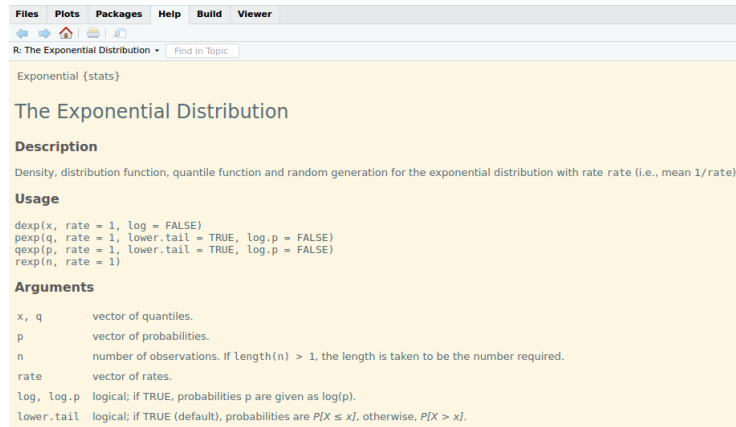 Files Plots Packages Help Build Viewer
R: The Exponential Distribution Find in Topic
Exponential {stats}
The Exponential Distribution
Description
Density, distribution function, quantile function and random generation for the exponential distribution with rate rate (i.e., mean 1/rate)
Usage
dexp(x, rate = 1, log = FALSE)
pexp(q, rate = 1, lower.tail = TRUE, log.p = FALSE)
qexp(p, rate = 1, lower.tail = TRUE, log.p = FALSE)
rexp(n, rate = 1)
Arguments
x, q vector of quantiles.
p vector of probabilities.
n number of observations. If length(n) > 1, the length is taken to be the number required.
rate vector of rates.
log, log.p logical; if TRUE, probabilities p are given as log(p).
lower.tail logical; if TRUE (default), probabilities are P[X ≤ x], otherwise, P[X > x].